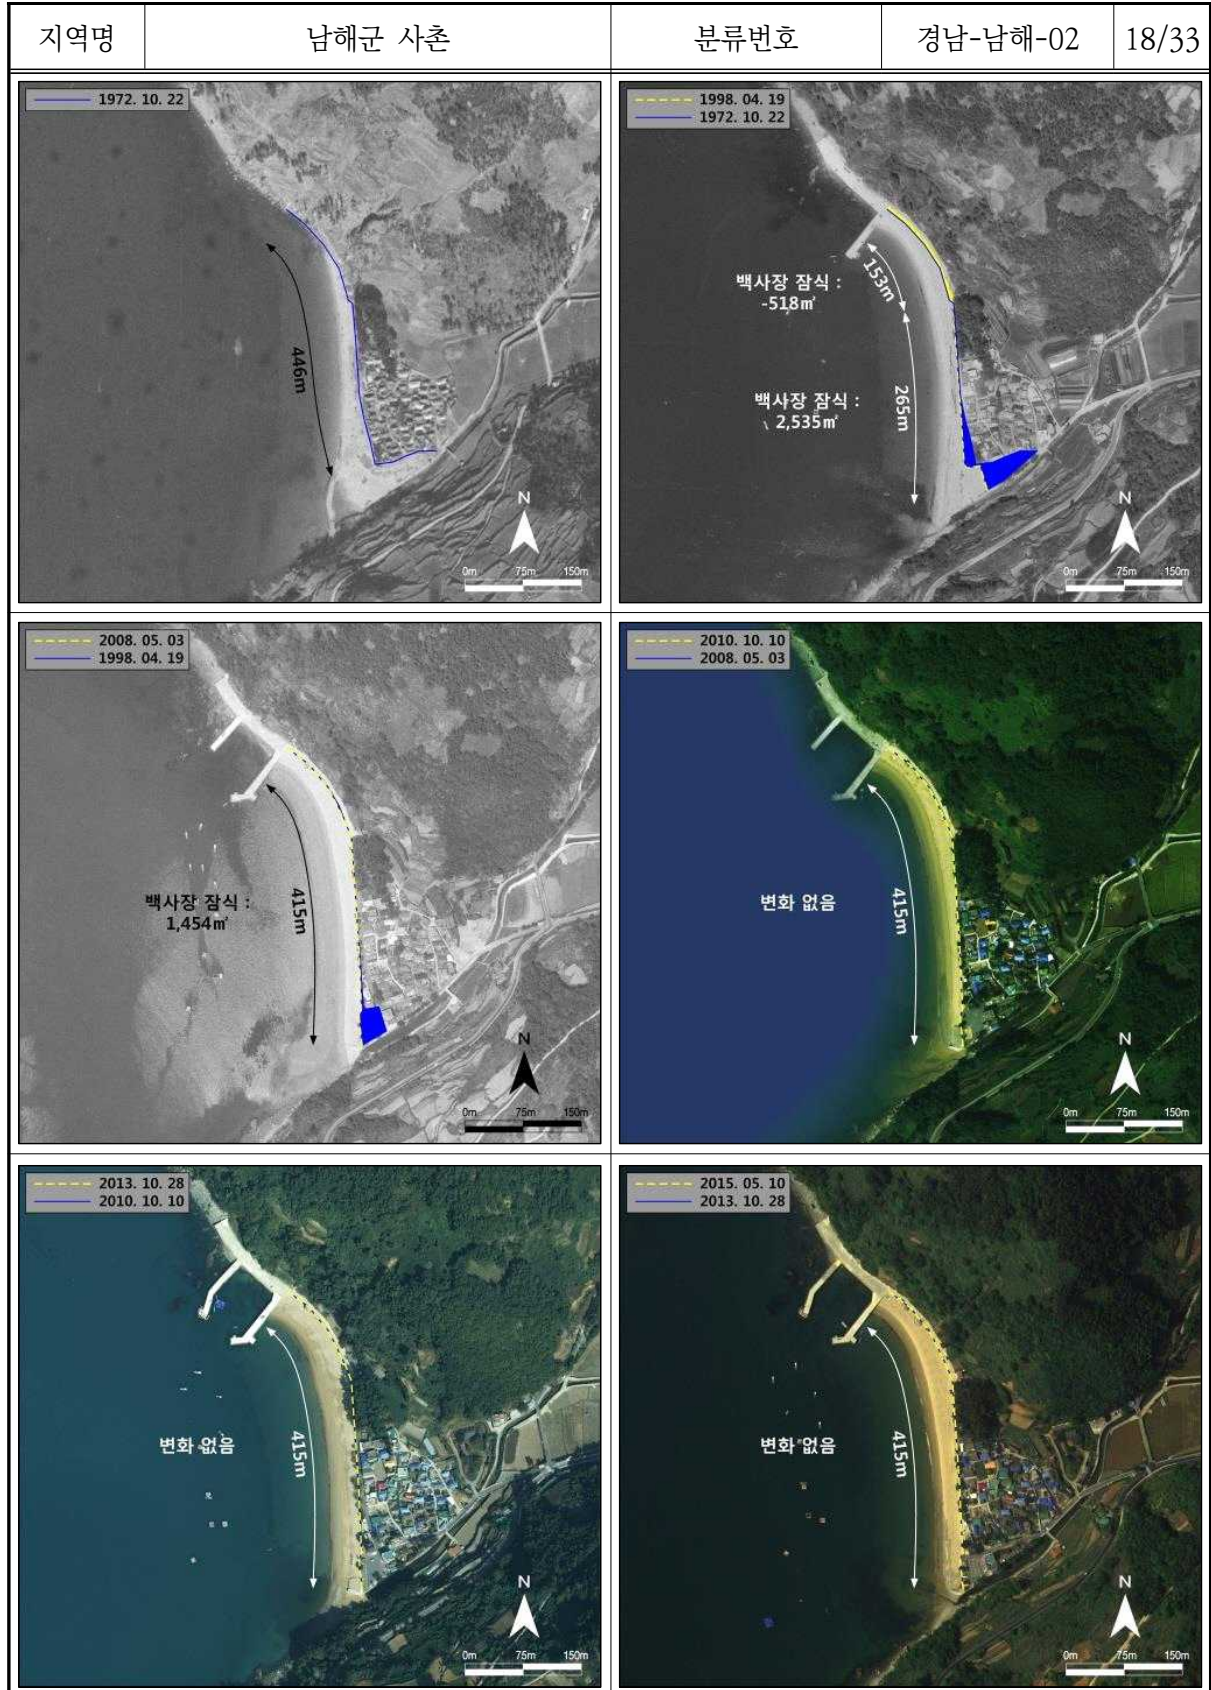 지역명 남해군 사촌 분류번호 경남-남해-02 18/33
1972. 10. 22
446m
N
0m 75m 150m
1998. 04. 19
1972. 10. 22
백사장 잠식 :
-518㎡
153m
백사장 잠식 :
2,535㎡
265m
N
0m 75m 150m
2008. 05. 03
1998. 04. 19
백사장 잠식 :
1,454㎡
415m
N
0m 75m 150m
2010. 10. 10
2008. 05. 03
변화 없음
415m
N
0m 75m 150m
2013. 10. 28
2010. 10. 10
변화 없음
415m
N
0m 75m 150m
2015. 05. 10
2013. 10. 28
변화 없음
415m
N
0m 75m 150m